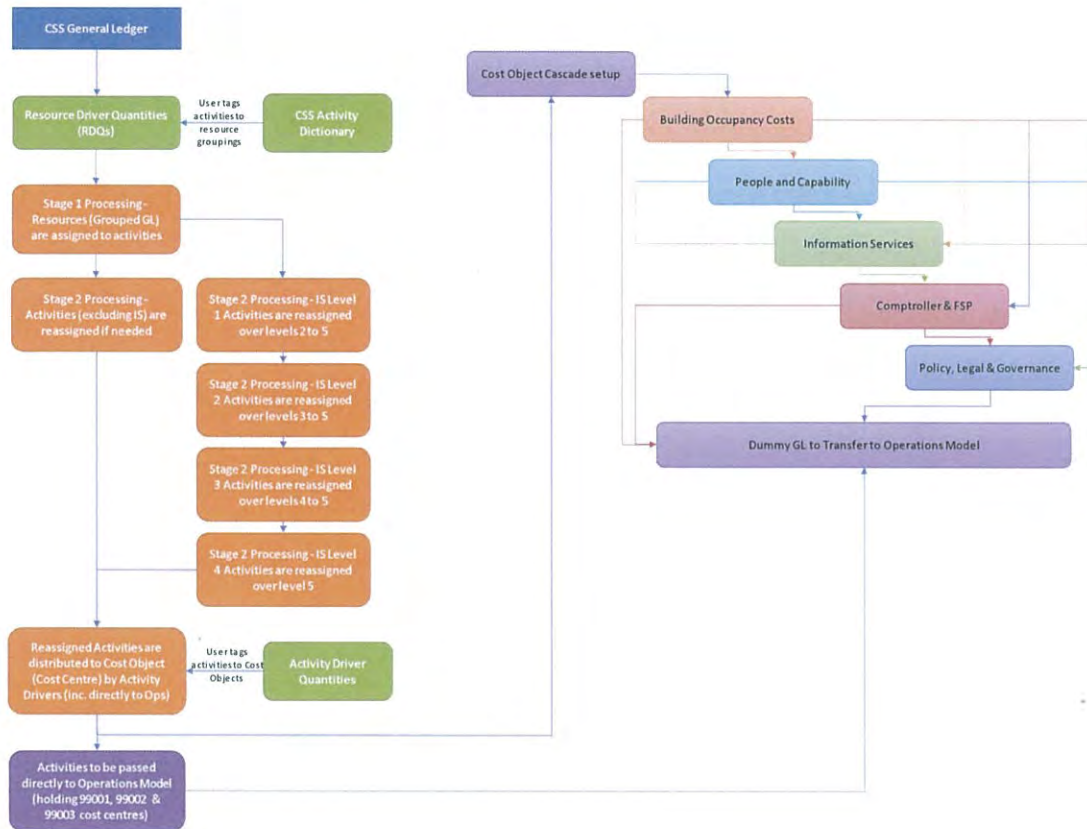 CSS General Ledger
Resource Driver Quantities
(RDQs)
User tags
activities to
resource
groupings
CSS Activity
Dictionary
Stage 1 Processing -
Resources (Grouped GL)
are assigned to activities
Stage 2 Processing -
Activities (excluding IS) are
reassigned if needed
Stage 2 Processing - IS Level
1 Activities are reassigned
over levels 2 to 5
Stage 2 Processing - IS Level
2 Activities are reassigned
over levels 3 to 5
Stage 2 Processing - IS Level
3 Activities are reassigned
over levels 4 to 5
Stage 2 Processing - IS Level
4 Activities are reassigned
over level 5
Reassigned Activities are
distributed to Cost Object
(Cost Centre) by Activity
Drivers (inc. directly to Ops)
User tags
activities to Cost
Objects
Activity Driver
Quantities
Activities to be passed
directly to Operations Model
(holding 99001, 99002 &
99003 cost centres)
Cost Object Cascade setup
Building Occupancy Costs
People and Capability
Information Services
Comptroller & FSP
Policy, Legal & Governance
Dummy GL to Transfer to Operations Model